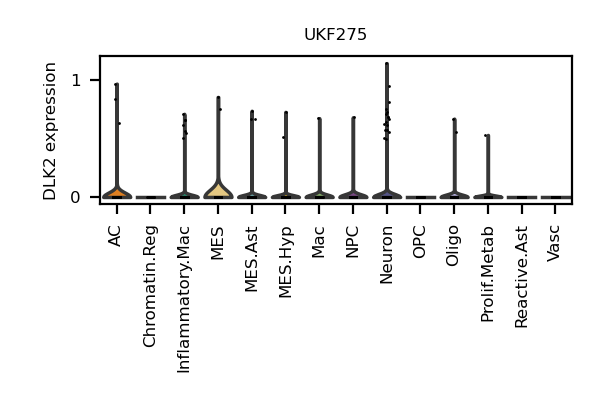 UKF275
DLK2 expression
1
0
AC
Chromatin.Reg
Inflammatory.Mac
MES
MES.Ast
MES.Hyp
Mac
NPC
Neuron
OPC
Oligo
Prolif.Metab
Reactive.Ast
Vasc